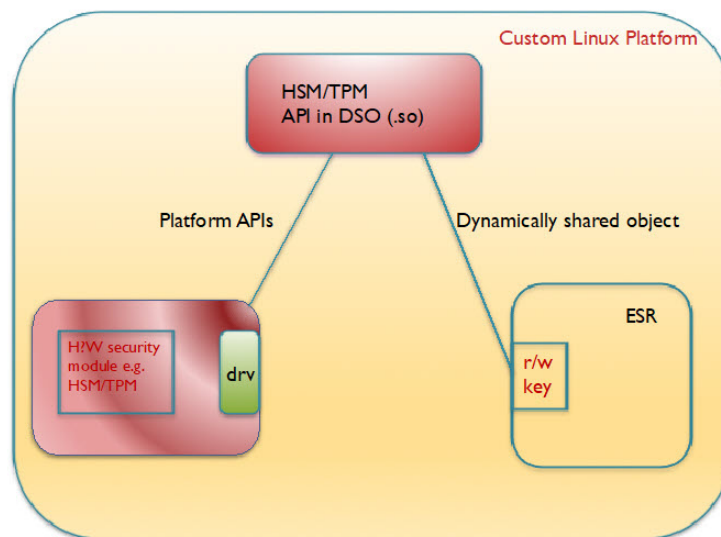 Custom Linux Platform
HSM/TPM
API in DSO (.so)
Platform APIs
Dynamically shared object
H?W security
module e.g.
HSM/TPM
drv
ESR
r/w
key